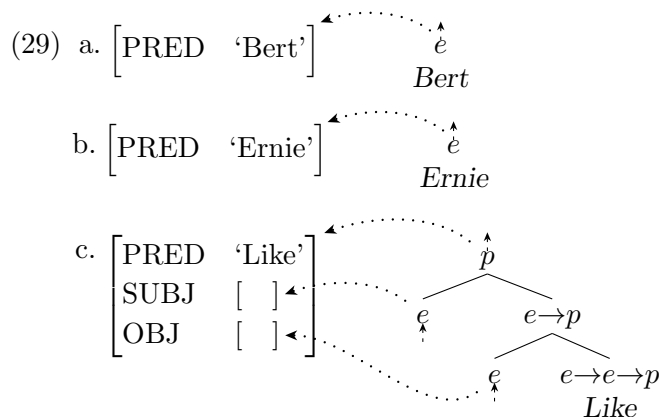 (29) a. [PRED ‘Bert’] e
Bert
b. [PRED ‘Ernie’] e
Ernie
c. [PRED ‘Like’] p
SUBJ [ ] e e→p
OBJ [ ] e e→e→p
Like